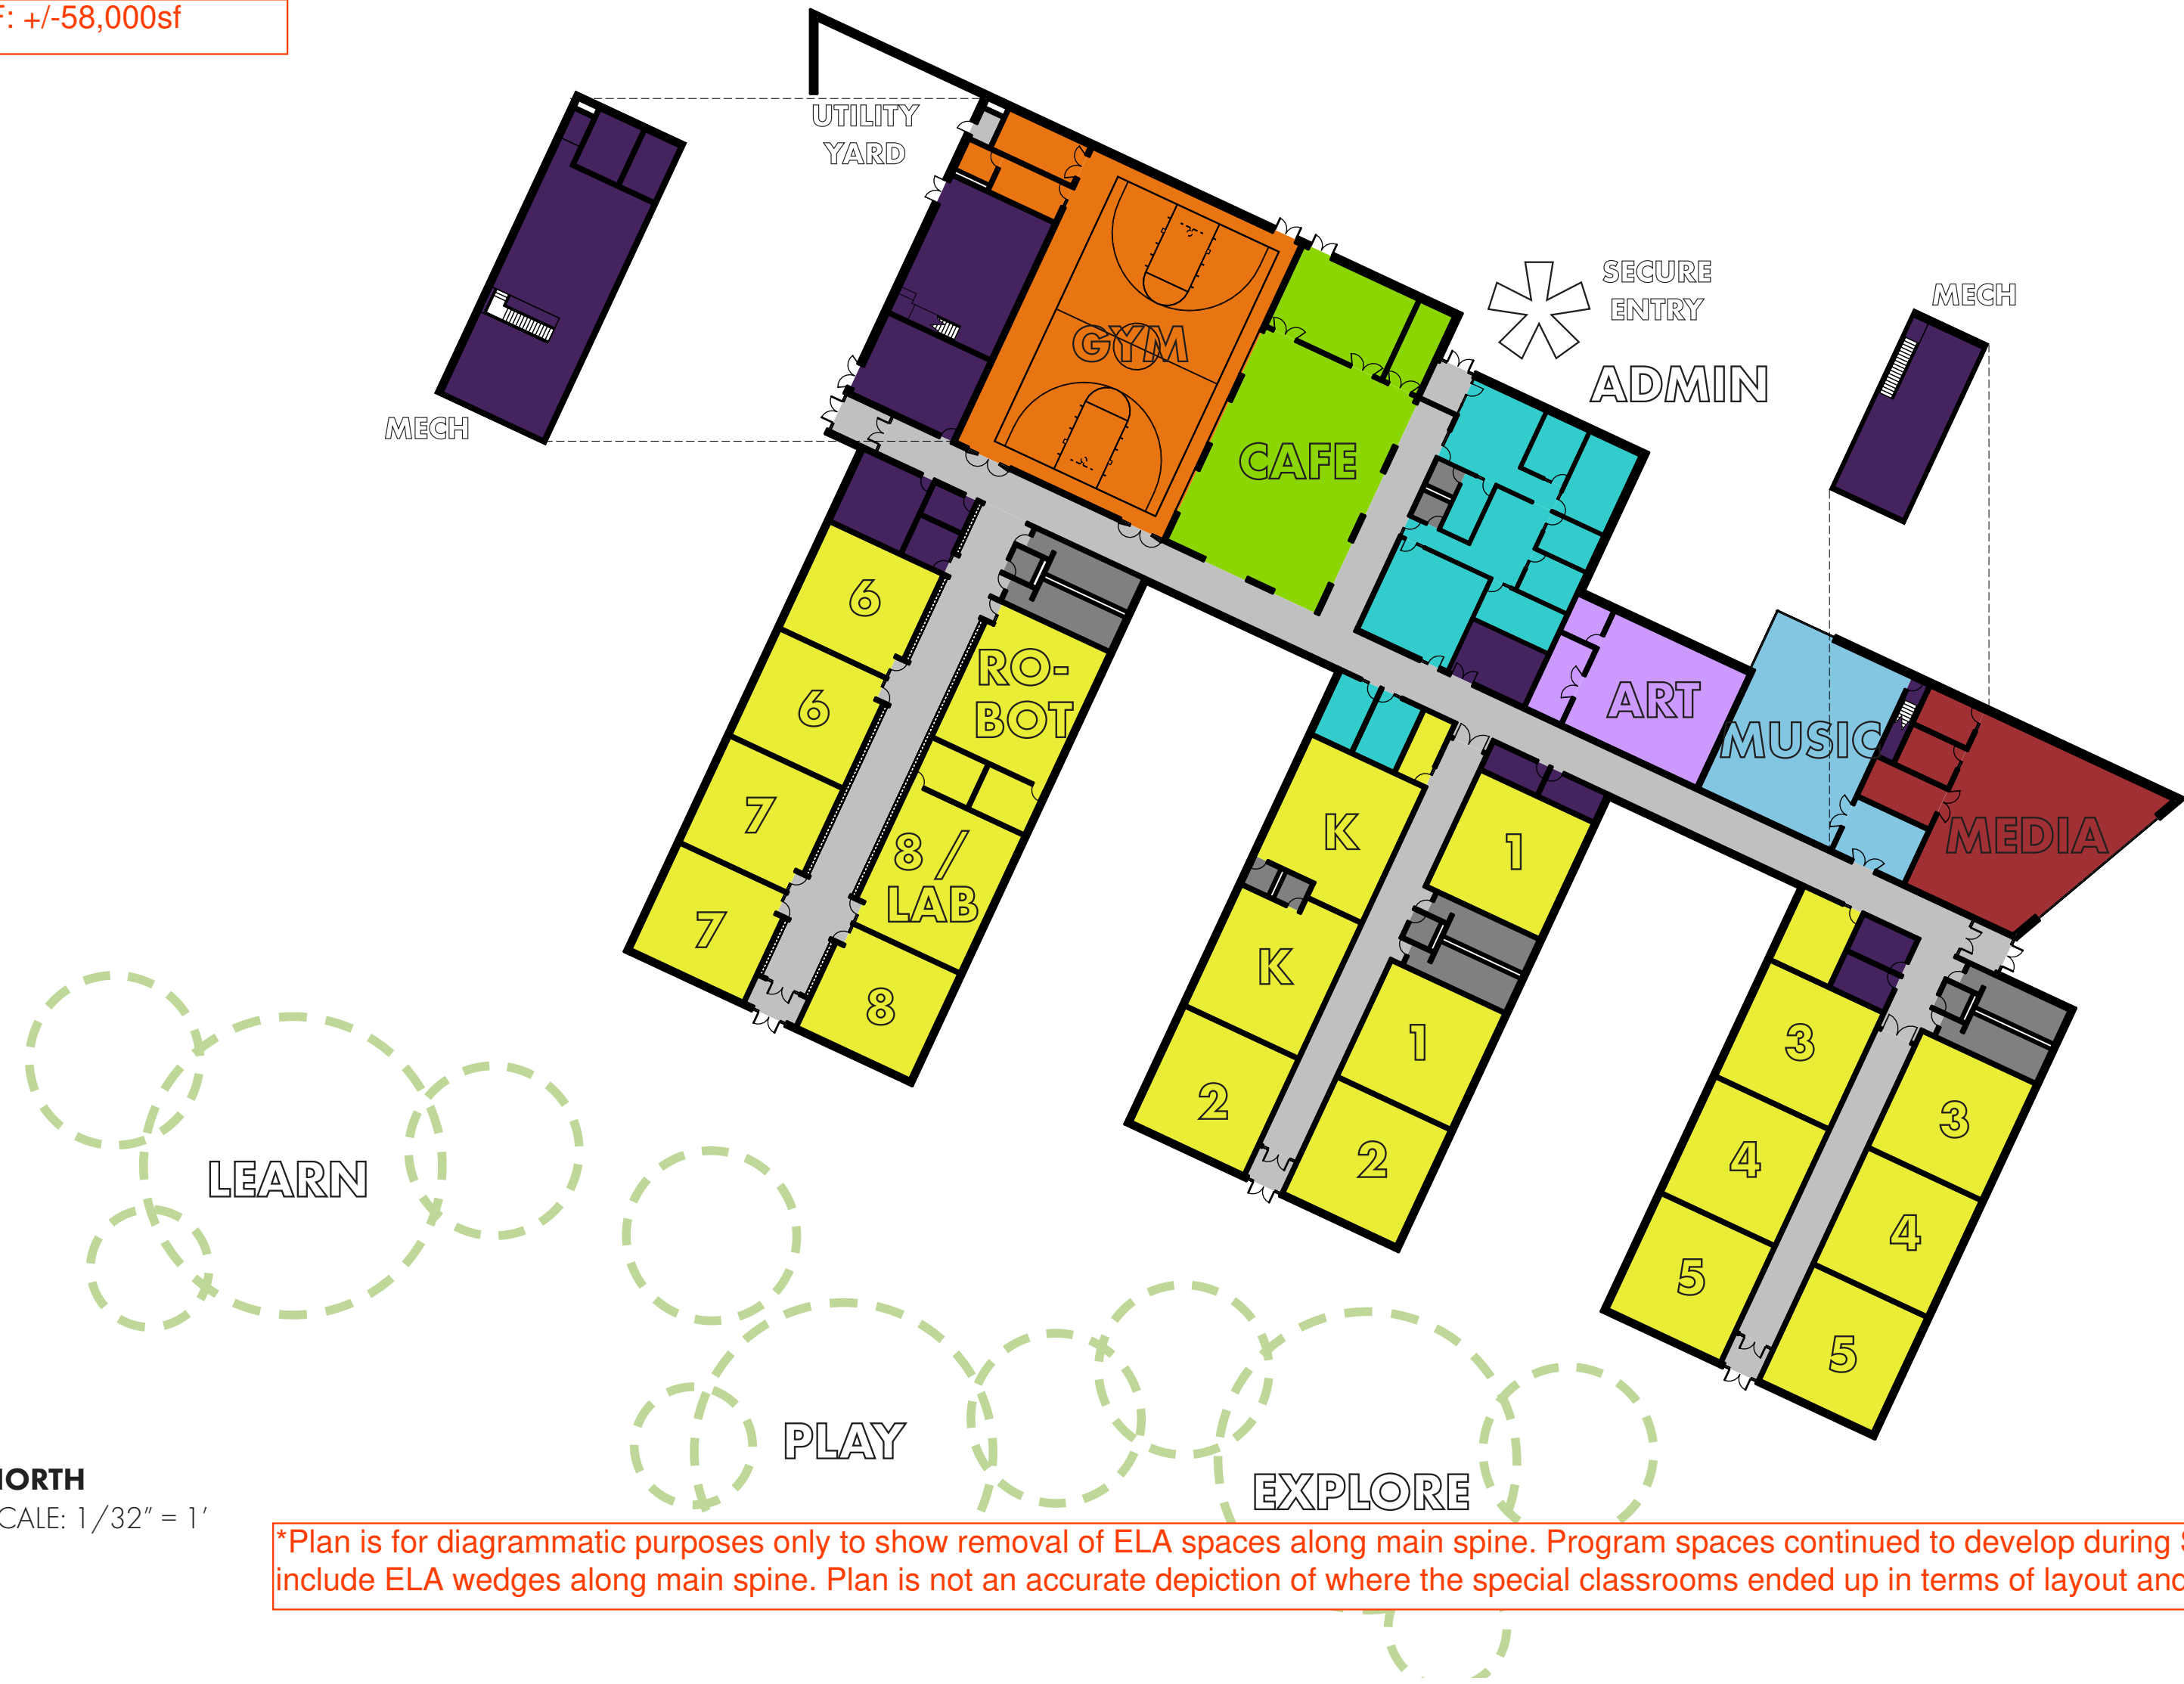 F: +/-58,000sf
UTILITY
YARD
SECURE
ENTRY
ADMIN
MECH
GYM
CAFE
MECH
6
RO-
BOT
6
ART
MUSIC
7
8 /
LAB
K
1
MEDIA
7
8
K
1
3
3
2
2
4
4
5
5
LEARN
PLAY
EXPLORE
NORTH
SCALE: 1/32" = 1'
*Plan is for diagrammatic purposes only to show removal of ELA spaces along main spine. Program spaces continued to develop during
include ELA wedges along main spine. Plan is not an accurate depiction of where the special classrooms ended up in terms of layout and